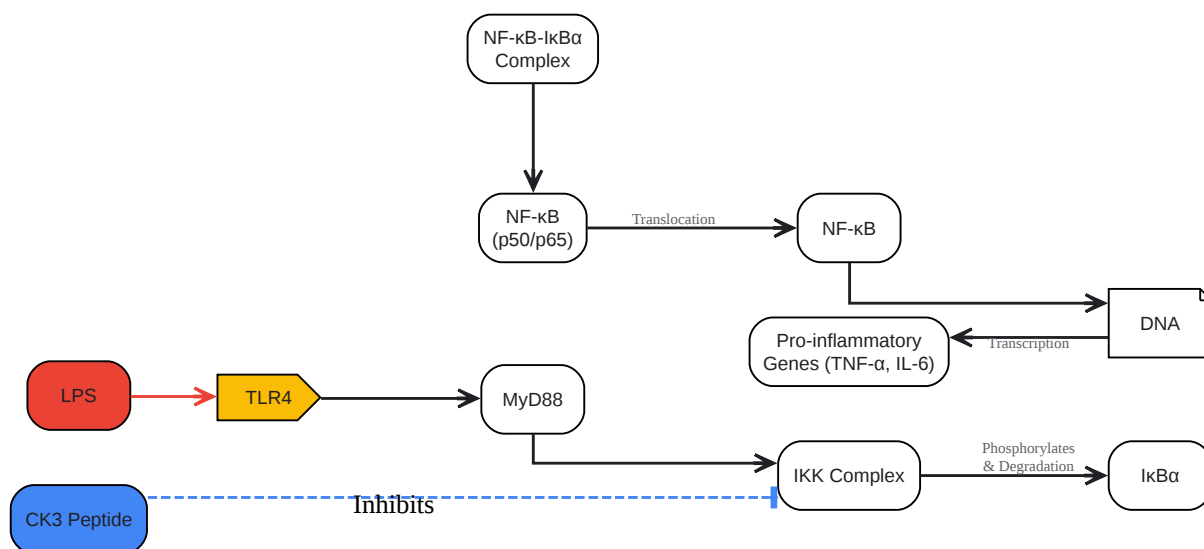 NF-κB-IκBα
Complex
NF-κB
(p50/p65)
Translocation
NF-κB
DNA
Pro-inflammatory
Genes (TNF-α, IL-6)
Transcription
LPS
TLR4
MyD88
IKK Complex
Phosphorylates
& Degradation
IκBα
CK3 Peptide
Inhibits